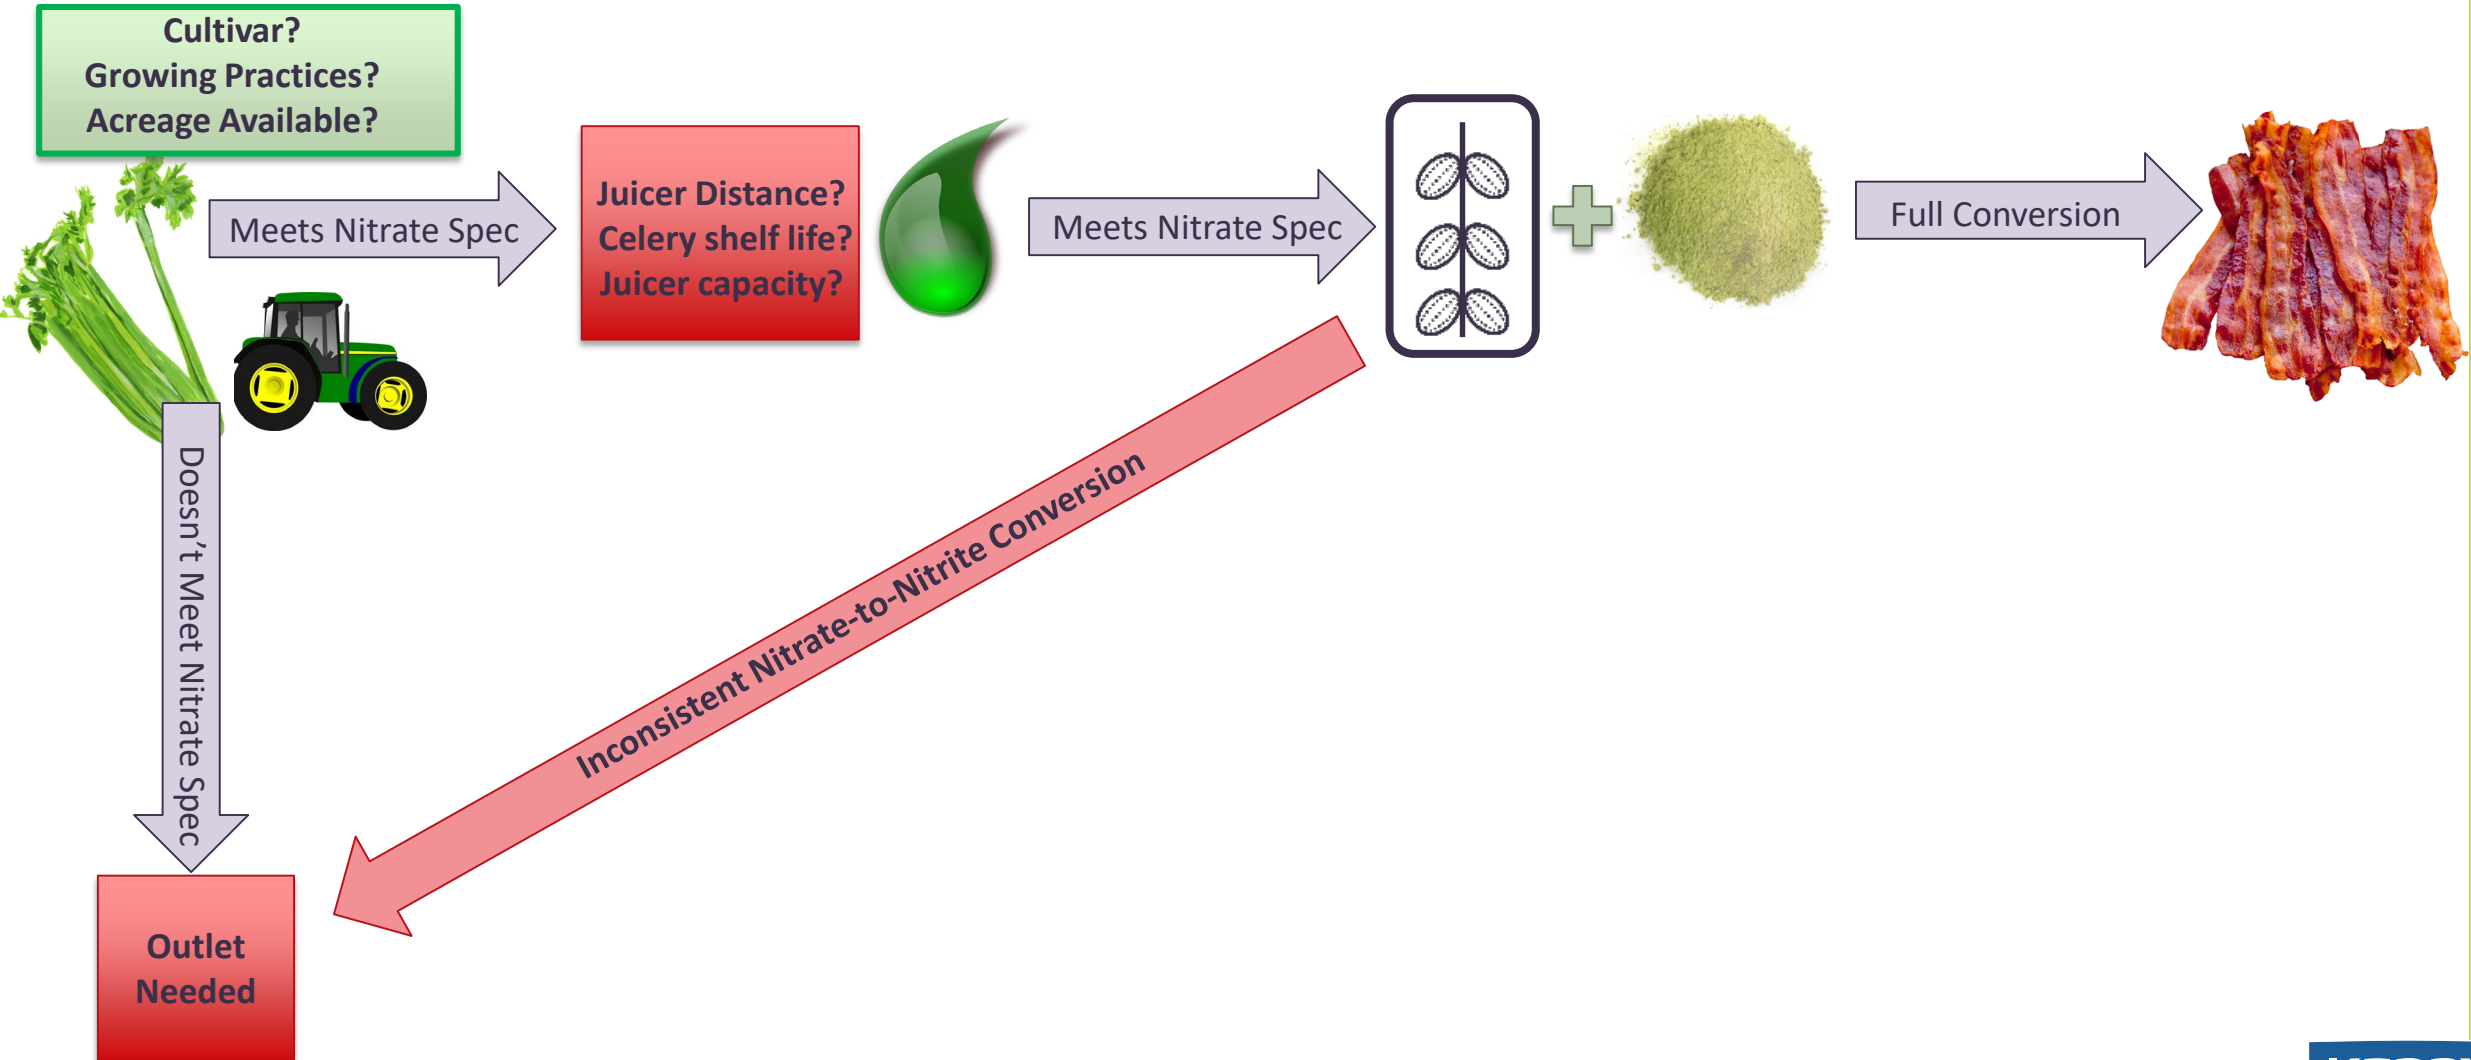 Cultivar?
Growing Practices?
Acreage Available?
Meets Nitrate Spec
Juicer Distance?
Celery shelf life?
Juicer capacity?
Meets Nitrate Spec
Full Conversion
Doesn't Meet Nitrate Spec
Inconsistent Nitrate-to-Nitrite Conversion
Outlet
Needed